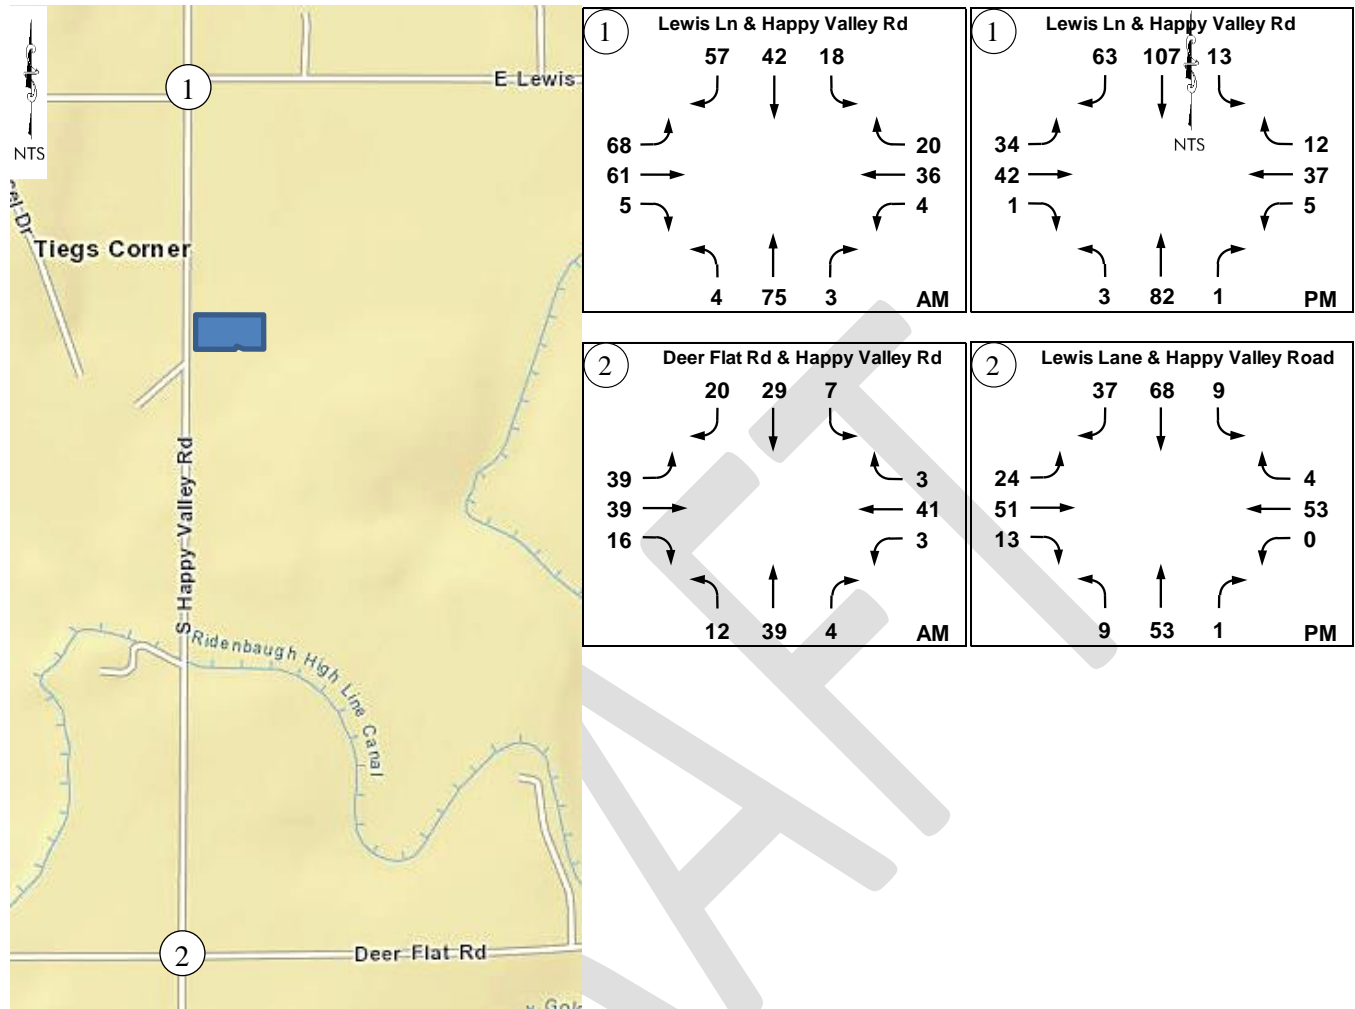 NTS
1
E Lewis
Tiegs Corner
S Happy Valley Rd
Ridenbaugh High Line Canal
2
Deer Flat Rd
1
Lewis Ln & Happy Valley Rd
57 42 18
68
61
5
20
36
4
4 75 3
AM
1
Lewis Ln & Happy Valley Rd
63 107 13
NTS
34
42
1
12
37
5
3 82 1
PM
2
Deer Flat Rd & Happy Valley Rd
20 29 7
39
39
16
3
41
3
12 39 4
AM
2
Lewis Lane & Happy Valley Road
37 68 9
24
51
13
4
53
0
9 53 1
PM